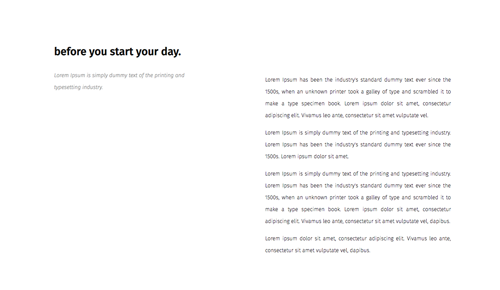 before you start your day.
Lorem Ipsum is simply dummy text of the printing and
typesetting industry.
Lorem Ipsum has been the industry's standard dummy text ever since the
1500s, when an unknown printer took a galley of type and scrambled it to
make a type specimen book. Lorem Ipsum dolor sit amet, consectetur
adipiscing elit. Vivamus leo ante, consectetur sit amet vulputate vel.
Lorem Ipsum is simply dummy text of the printing and typesetting industry.
Lorem Ipsum has been the industry's standard dummy text ever since the
1500s. Lorem ipsum dolor sit amet.
Lorem Ipsum is simply dummy text of the printing and typesetting industry.
Lorem Ipsum has been the industry's standard dummy text ever since the
1500s, when an unknown printer took a galley of type and scrambled it to
make a type specimen book. Lorem ipsum dolor sit amet, consectetur
adipiscing elit. Vivamus leo ante, consectetur sit amet vulputate vel, dapibus.
Lorem ipsum dolor sit amet, consectetur adipiscing elit. Vivamus leo ante,
consectetur sit amet vulputate vel, dapibus.